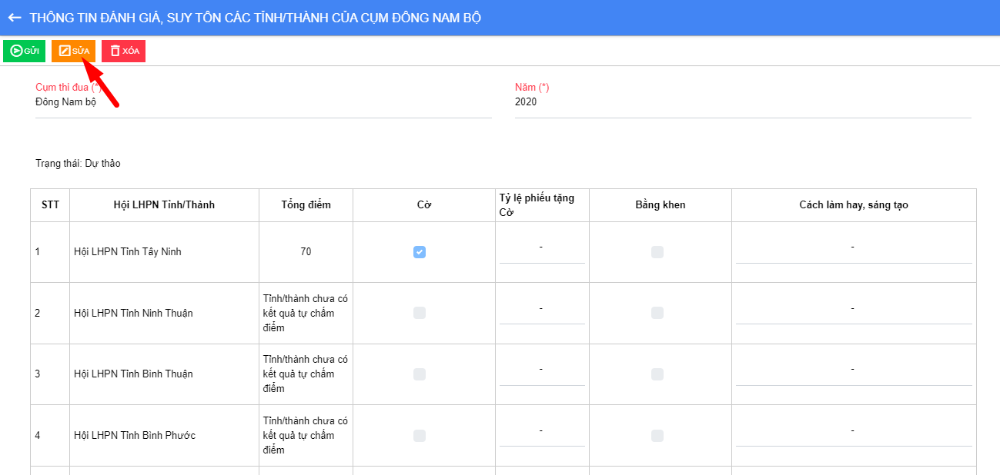 THÔNG TIN ĐÁNH GIÁ, SUY TÔN CÁC TỈNH/THÀNH CỦA CỤM ĐÔNG NAM BỘ
GỬI SỬA XÓA
Cụm thi đua (*) Năm (*)
Đông Nam bộ 2020
Trạng thái: Dự thảo
STT Hội LHPN Tỉnh/Thành Tổng điểm Cờ Tỷ lệ phiếu tặng Cờ Bằng khen Cách làm hay, sáng tạo
1 Hội LHPN Tỉnh Tây Ninh 70 - -
2 Hội LHPN Tỉnh Ninh Thuận Tỉnh/thành chưa có kết quả tự chấm điểm - -
3 Hội LHPN Tỉnh Bình Thuận Tỉnh/thành chưa có kết quả tự chấm điểm - -
4 Hội LHPN Tỉnh Bình Phước Tỉnh/thành chưa có kết quả tự chấm điểm - -